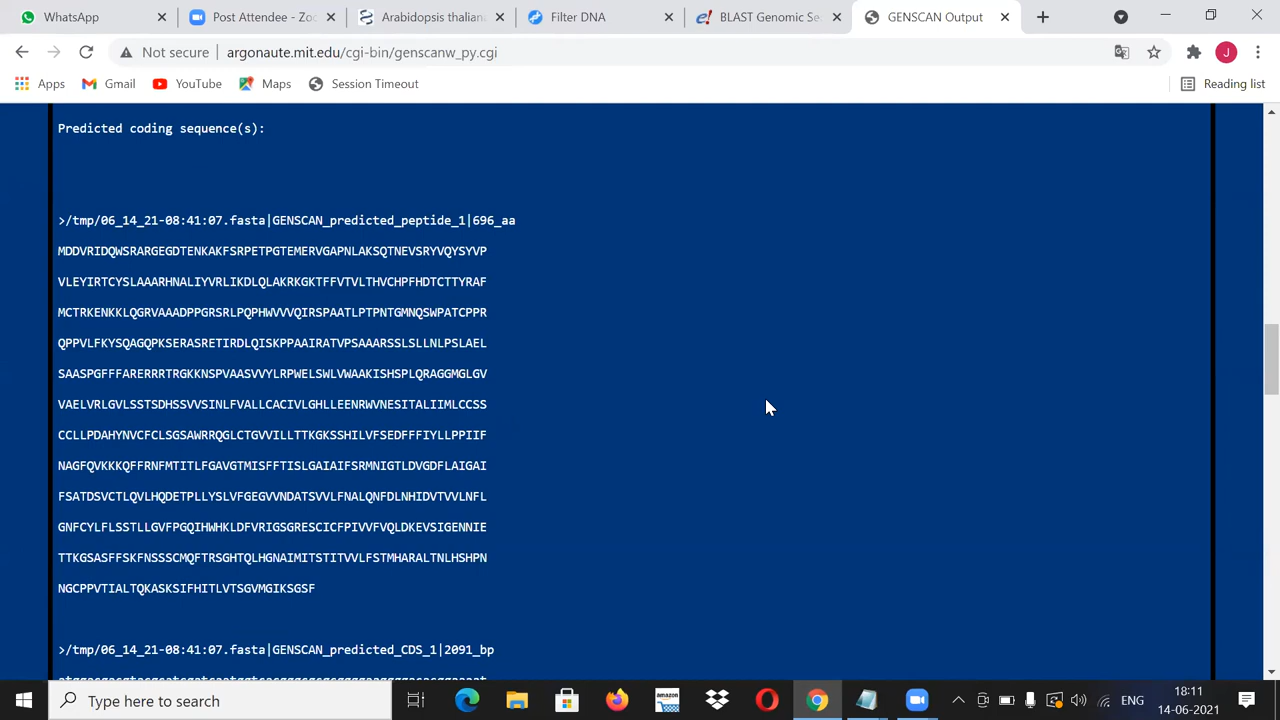 WhatsApp
Post Attendee - Zoo
Arabidopsis thalian
Filter DNA
BLAST Genomic Se
GENSCAN Output
Not secure
argonaute.mit.edu/cgi-bin/genscanw_py.cgi
J
Apps
Gmail
YouTube
Maps
Session Timeout
Reading list
Predicted coding sequence(s):
>/tmp/06_14_21-08:41:07.fasta|GENSCAN_predicted_peptide_1|696_aa
MDDVRIDQWSRARGEGDTENKAKFSRPETPGTEMERVGAPNLAKSQTNEVSRYVQYSYVP
VLEYIRTCYSLAAARHNALIYVRLIKDLQLAKRKGKTFFVTVLTHVCHPFHDTCTTYRAF
MCTRKENKKLQGRVAAADPPGRSRLPQPHWVVVQIRSPAATLPTPNTGMNQSWPATCPPR
QPPVLFKYSQAGQPKSERASRETIRDLQISKPPAAIRATVPSAAARSSLSLLNLPSLAEL
SAASPGFFFARERRRTRGKKNSPVAASVVYLRPWELSWLVWAAKISHSPLQRAGGMGLGV
VAELVRLGVLSSTSDHSSVVSINLFVALLCACIVLGHLLEENRWVNESITALIIMLCCSS
CCLLPDAHYNVCFCLSGSAWRRQGLCTGVVILLTTKGKSSHILVFSEDFFFIYLLPPIIF
NAGFQVKKKQFFRNFMTITLFGAVGTMISFFTISLGAIAIFSRMNIGTLDVGDFLAIGAI
FSATDSVCTLQVLHQDETPLLYSLVFGEGVVNDATSVVLFNALQNFDLNHIDVTVVLNFL
GNFCYLFLSSTLLGVFPGQIHWHKLDFVRIGSGRESCICFPIVVFVQLDKEVSIGENNIE
TTKGSASFFSKFNSSSCMQFTRSGHTQLHGNAIMITSTITVVLFSTMHARALTNLHSHPN
NGCPPVTIALTQKASKSIFHITLVTSGVMGIKSGSF
>/tmp/06_14_21-08:41:07.fasta|GENSCAN_predicted_CDS_1|2091_bp
Type here to search
amazon
ENG
18:11
14-06-2021